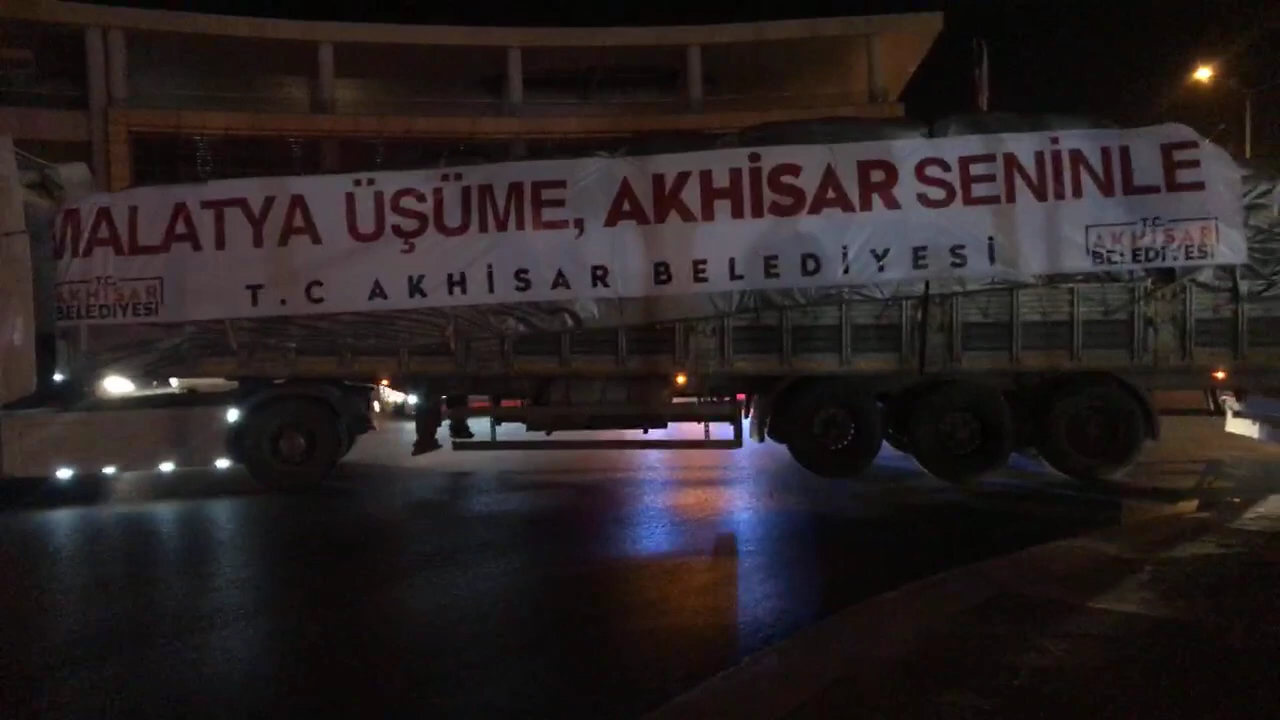 MALATYA ÜŞÜME, AKHİSAR SENİNLE
T.C AKHİSAR BELEDİYESİ
T.C.
AKHİSAR
BELEDİYESİ
T.C.
AKHİSAR
BELEDİYESİ